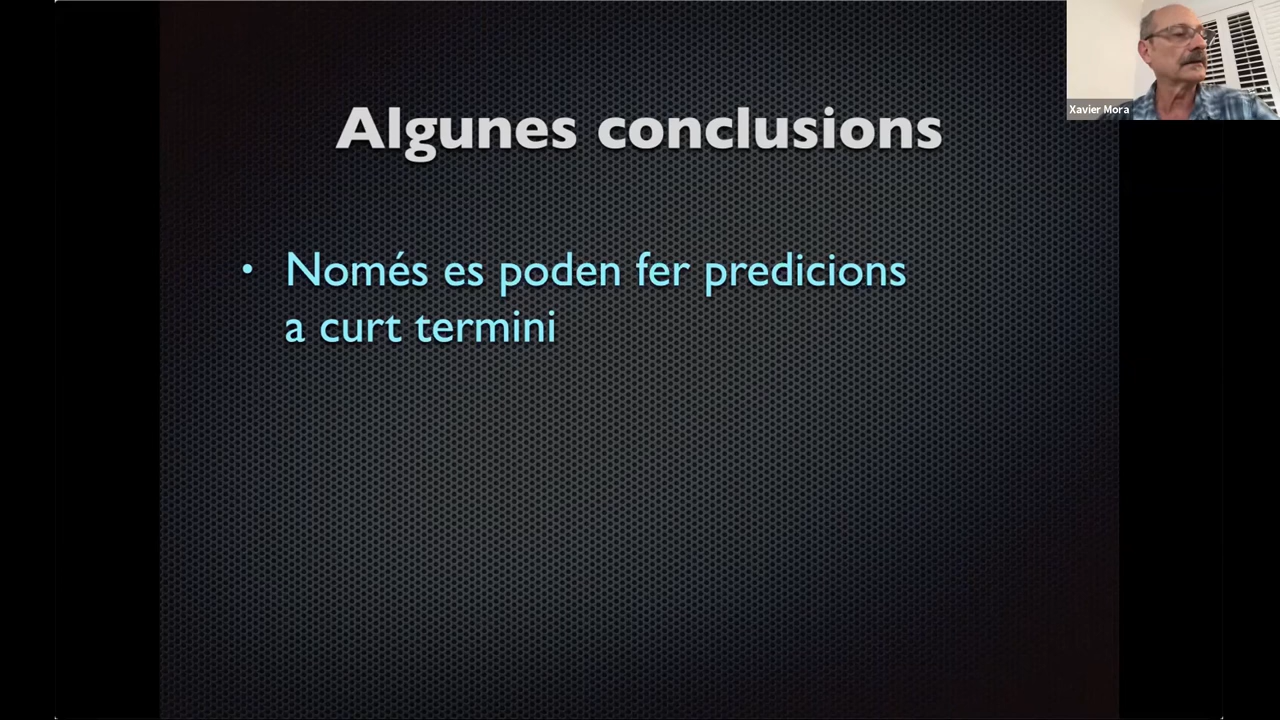 Algunes conclusions
• Només es poden fer predicions
a curt termini
Xavier Mora